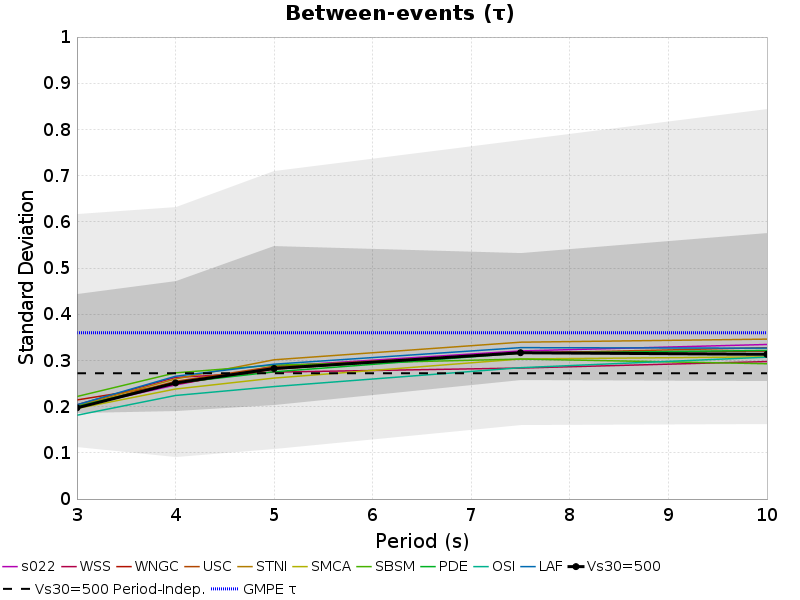 Between-events (τ)
1
0.9
0.8
0.7
0.6
0.5
0.4
0.3
0.2
0.1
0
Standard Deviation
3 4 5 6 7 8 9 10
Period (s)
s022 WSS WNGC USC STNI SMCA SBSM PDE OSI LAF Vs30=500
Vs30=500 Period-Indep. GMPE τ